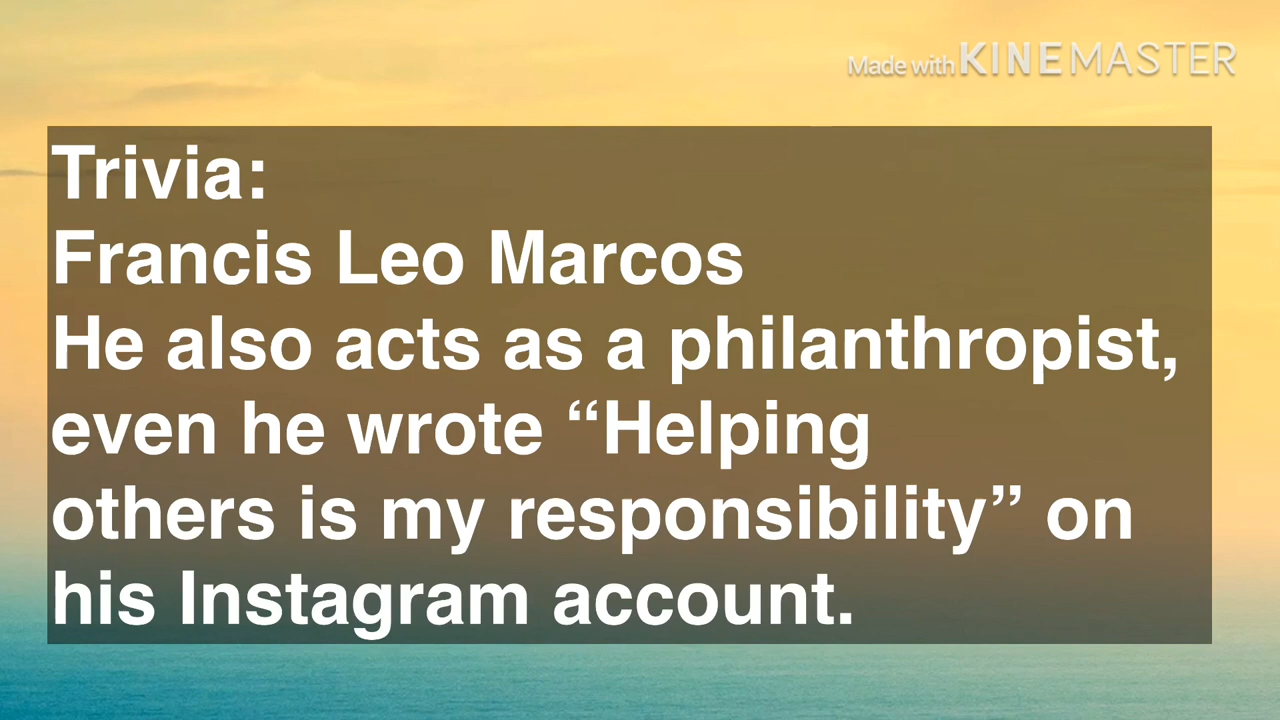 Made with KINEMASTER
Trivia:
Francis Leo Marcos
He also acts as a philanthropist,
even he wrote “Helping
others is my responsibility” on
his Instagram account.